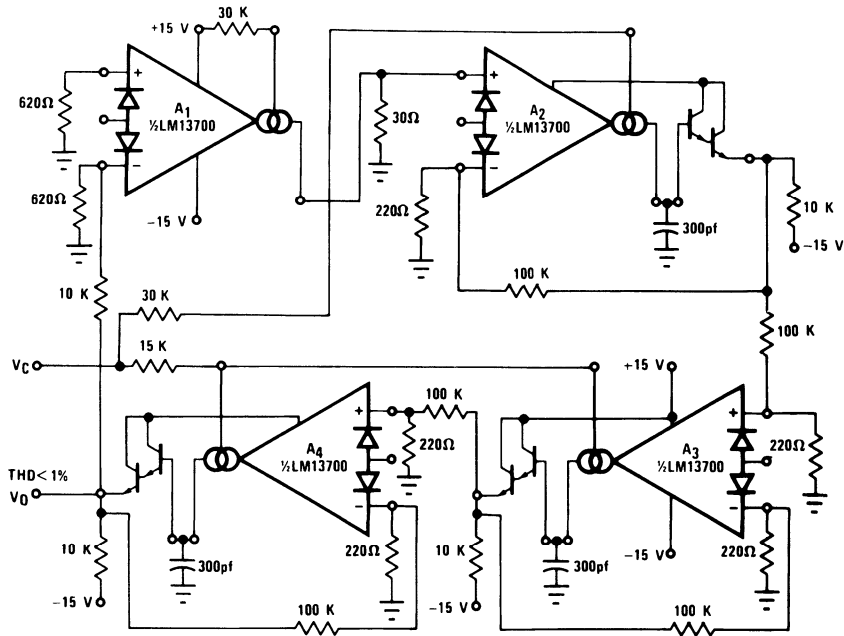 +15 V
30 K
+
A1
½LM13700
620Ω
−
620Ω
−15 V
+
A2
½LM13700
30Ω
−
220Ω
300pf
10 K
−15 V
100 K
10 K
30 K
100 K
VC
15 K
+15 V
+
100 K
A4
½LM13700
220Ω
−
+
A3
½LM13700
220Ω
−
THD<1%
VO
10 K
300pf
220Ω
10 K
300pf
−15 V
220Ω
−15 V
100 K
−15 V
100 K